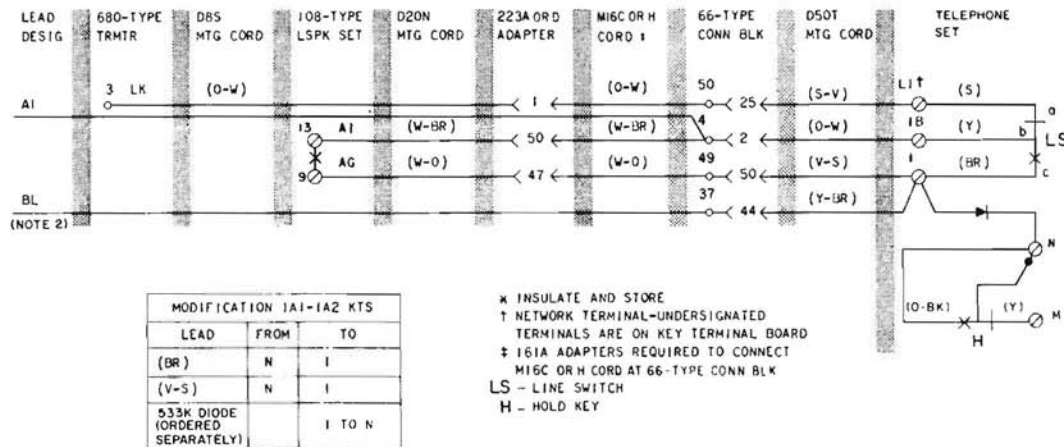 LEAD DESIG
680-TYPE TRMTR
D8S MTG CORD
108-TYPE LSPK SET
D20N MTG CORD
223A OR D ADAPTER
M16C OR H CORD ‡
66-TYPE CONN BLK
D50T MTG CORD
TELEPHONE SET
3 LK (O-W) 1 (O-W) 50 25 (S-V) L1† (S)
A1
a
13 A1 (W-BR) 50 (W-BR) 4 2 (O-W) 18 (Y) b LS
9 AG (W-O) 47 (W-O) 49 50 (V-S) 1 (BR) c
BL 37 44 (Y-BR)
(NOTE 2)
N
(O-BK) (Y) M
H
MODIFICATION 1A1-1A2 KTS
LEAD FROM TO
(BR) N 1
(V-S) N 1
533K DIODE
(ORDERED 1 TO N
SEPARATELY)
* INSULATE AND STORE
† NETWORK TERMINAL-UNDERSIGNATED
TERMINALS ARE ON KEY TERMINAL BOARD
‡ 161A ADAPTERS REQUIRED TO CONNECT
M16C OR H CORD AT 66-TYPE CONN BLK
LS - LINE SWITCH
H - HOLD KEY